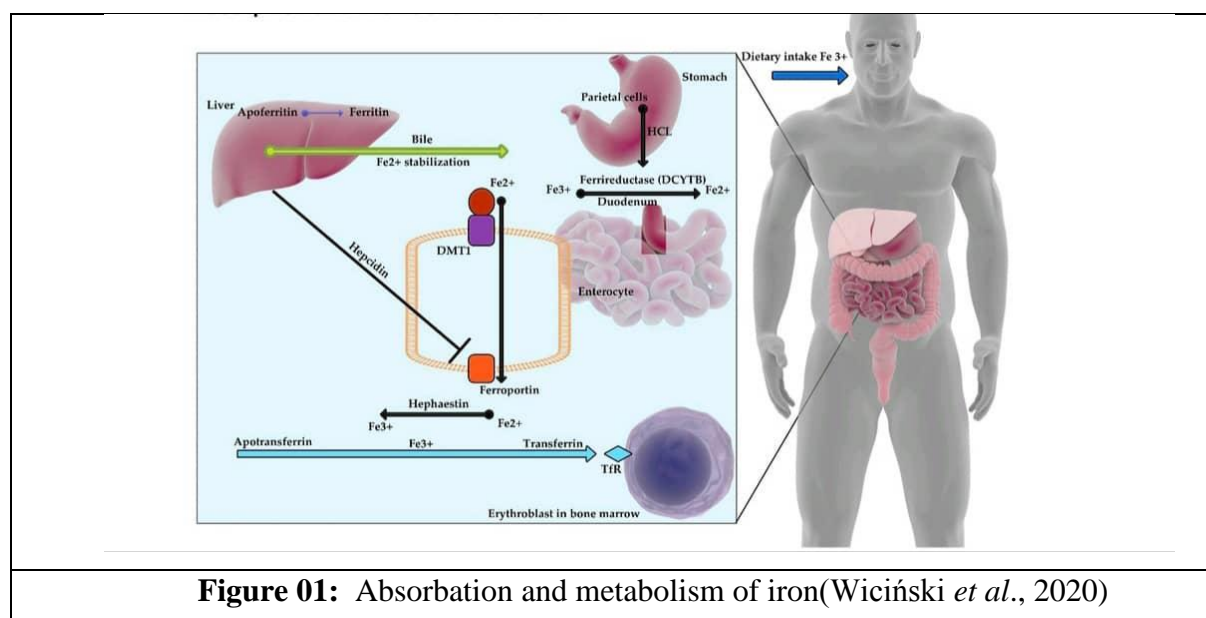 Dietary intake Fe 3+
Stomach
Parietal cells
HCL
Liver
Apoferritin
Ferritin
Bile
Fe2+ stabilization
Ferrireductase (DCYTB)
Fe3+
Fe2+
Duodenum
Fe2+
DMT1
Hepcidin
Enterocyte
Ferroportin
Hephaestin
Fe3+
Fe2+
Apotransferrin
Fe3+
Transferrin
TfR
Erythroblast in bone marrow
Figure 01: Absorbation and metabolism of iron(Wiciński et al., 2020)